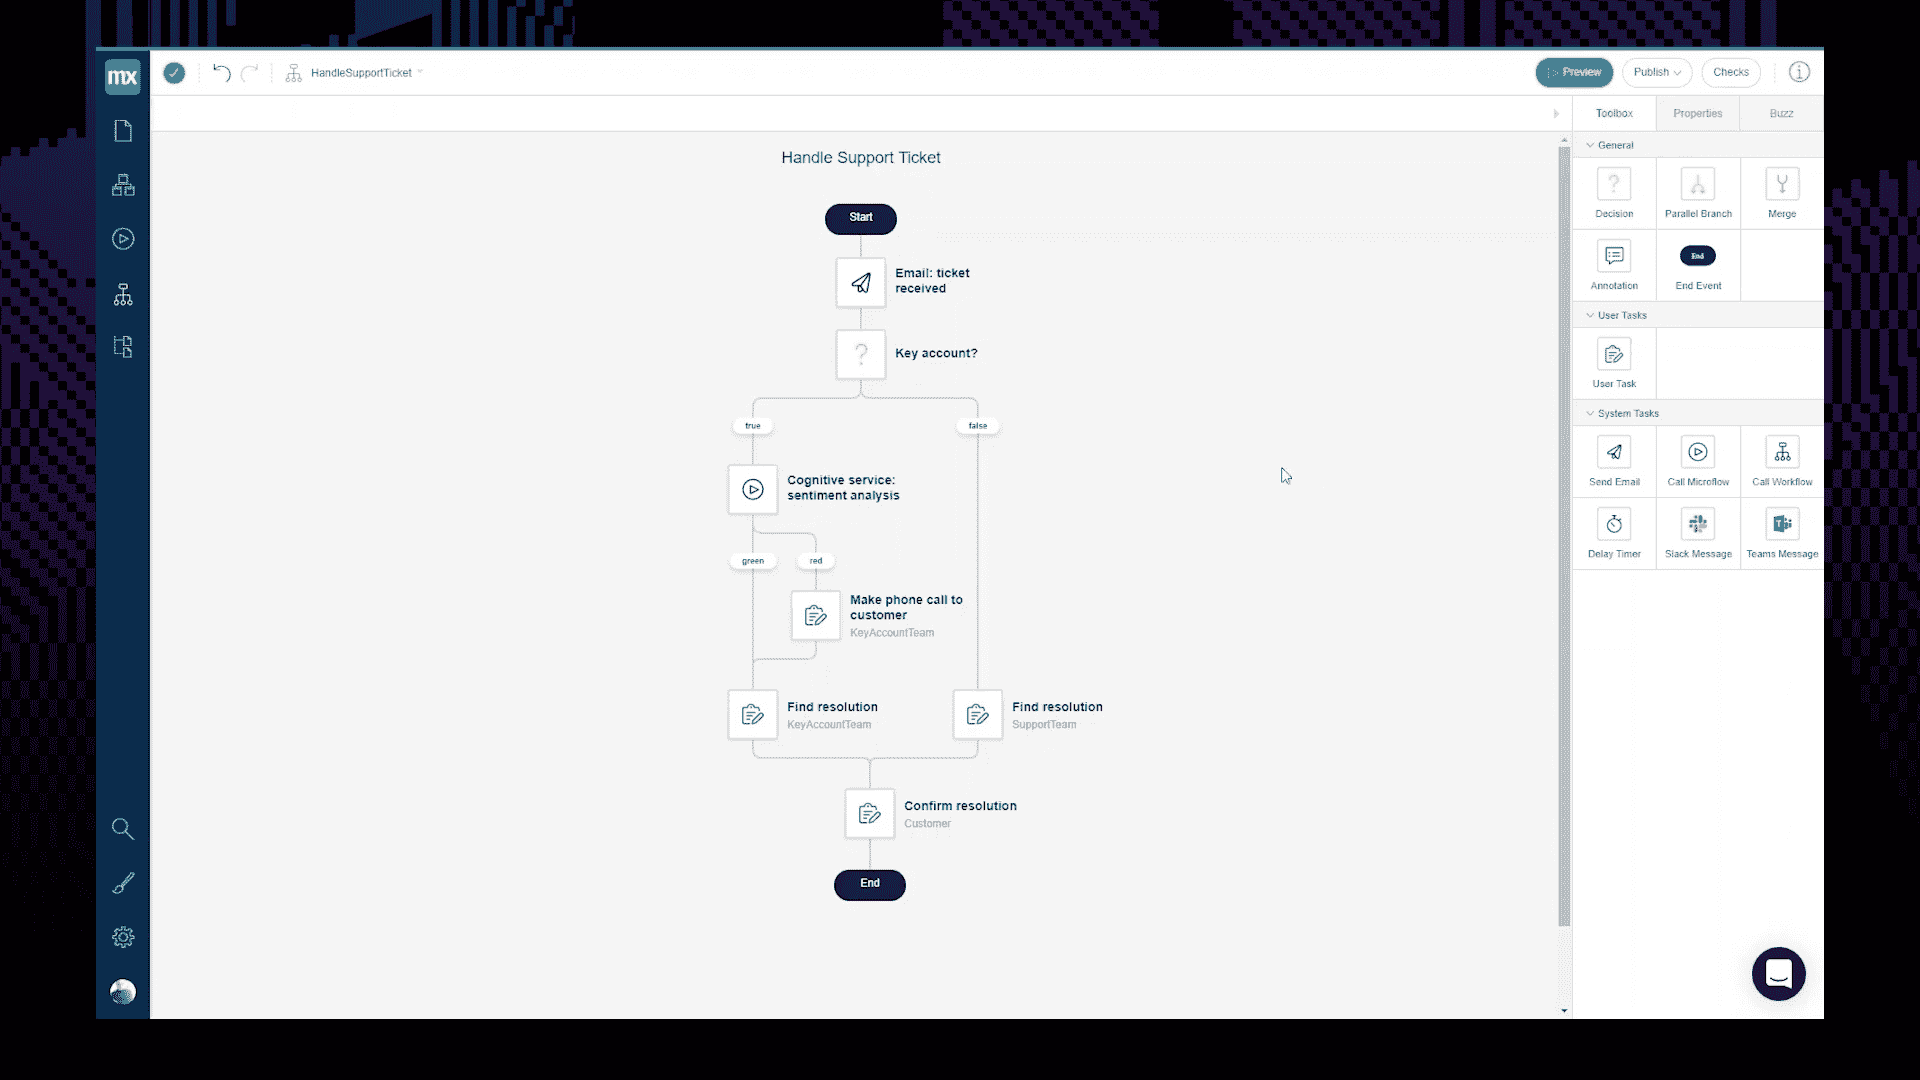 mx
HandleSupportTicket
Preview
Publish
Checks
Toolbox
Properties
Buzz
General
Decision
Parallel Branch
Merge
Annotation
End
End Event
User Tasks
User Task
System Tasks
Send Email
Call Microflow
Call Workflow
Delay Timer
Slack Message
Teams Message
Handle Support Ticket
Start
Email: ticket
received
?
Key account?
true
false
Cognitive service:
sentiment analysis
green
red
Make phone call to
customer
KeyAccountTeam
Find resolution
KeyAccountTeam
Find resolution
SupportTeam
Confirm resolution
Customer
End